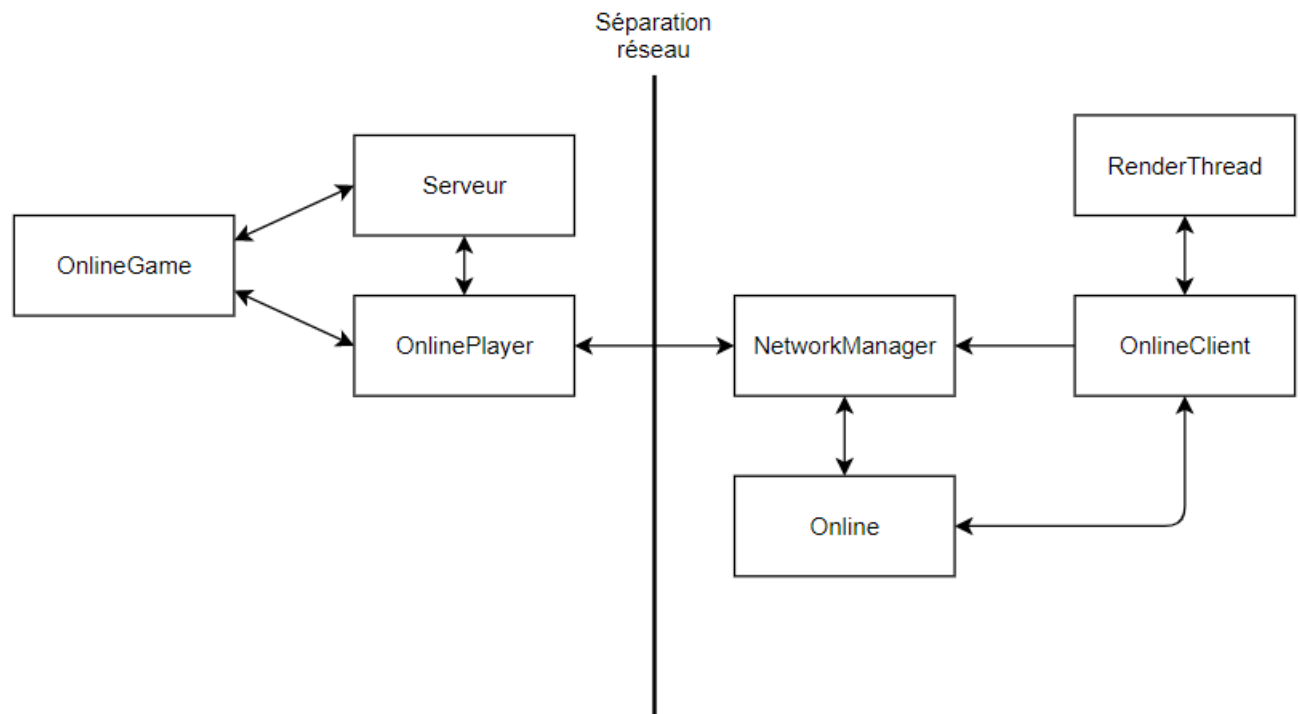 Séparation
réseau
RenderThread
Serveur
OnlineGame
OnlinePlayer
NetworkManager
OnlineClient
Online